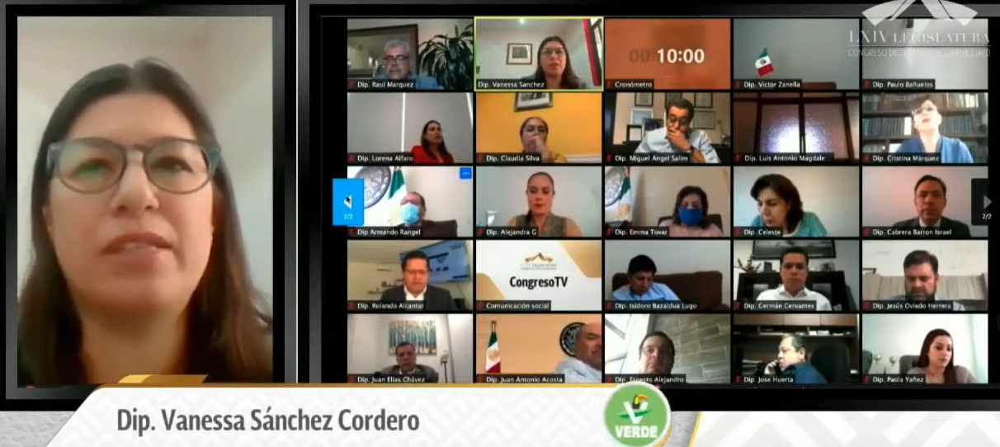 LXIV LEGISLATURA
CONGRESO DEL ESTADO DE GUANAJUATO
Dip. Raul Marquez
Dip. Vanessa Sanchez
00:10:00
Cronómetro
Dip. Víctor Zanella
Dip. Paulo Bañuelos
Dip. Lorena Alfaro
Dip. Claudia Silva
Dip. Miguel Ángel Salim
Dip. Luis Antonio Magdale...
Dip. Cristina Márquez
2/2
Dip Armando Rangel
Dip. Alejandra G
Dip. Emma Tovar
Dip. Celeste
Dip. Cabrera Barron Israel
2/2
Dip. Rolando Alcantar
CongresoTV
Comunicación social
Dip. Isidoro Bazaldua Lugo
Dip. Germán Cervantes
Dip. Jesús Oviedo Herrera
Dip. Juan Elías Chávez
Dip. Juan Antonio Acosta
Dip. Ernesto Alejandro
Dip. Jose Huerta
Dip. Paola Yañez
Dip. Vanessa Sánchez Cordero
VERDE